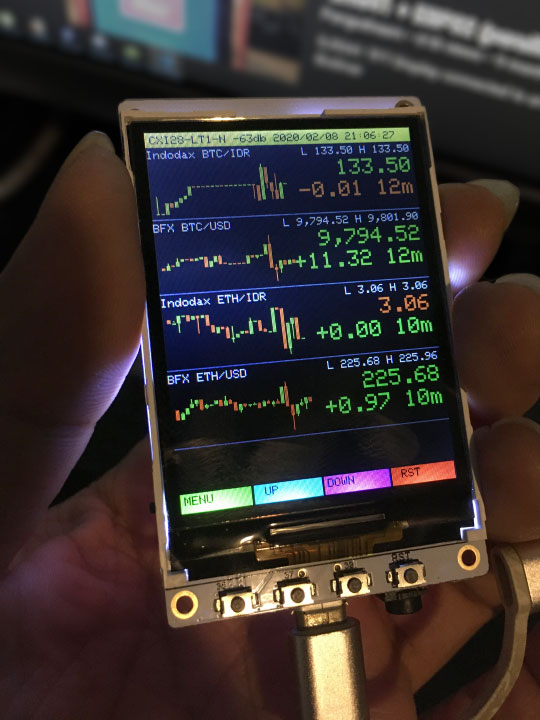 CXI28-LT1-N -63db 2020/02/08 21:06:27
Indodax BTC/IDR L 133.50 H 133.50
133.50
-0.01 12m
BFX BTC/USD L 9,794.52 H 9,801.90
9,794.52
+11.32 12m
Indodax ETH/IDR L 3.06 H 3.06
3.06
+0.00 10m
BFX ETH/USD L 225.68 H 225.96
225.68
+0.97 10m
MENU UP DOWN RST
RST